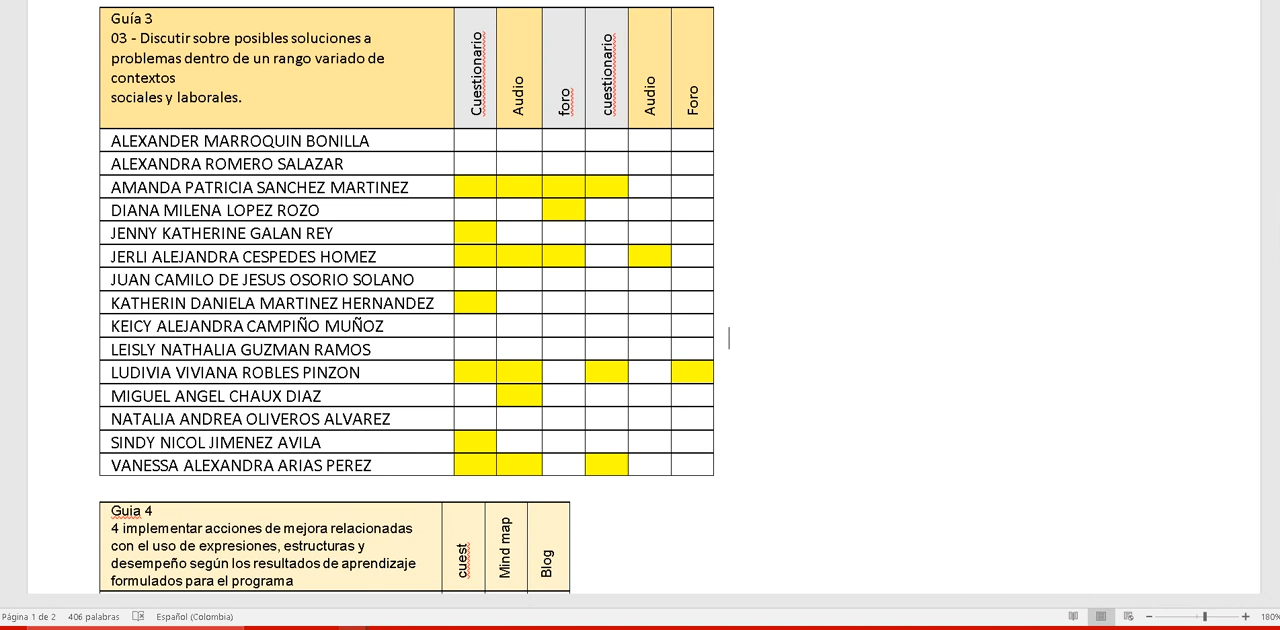 Guía 3
03 - Discutir sobre posibles soluciones a
problemas dentro de un rango variado de
contextos
sociales y laborales.
Cuestionario
Audio
foro
cuestionario
Audio
Foro
ALEXANDER MARROQUIN BONILLA
ALEXANDRA ROMERO SALAZAR
AMANDA PATRICIA SANCHEZ MARTINEZ
DIANA MILENA LOPEZ ROZO
JENNY KATHERINE GALAN REY
JERLI ALEJANDRA CESPEDES HOMEZ
JUAN CAMILO DE JESUS OSORIO SOLANO
KATHERIN DANIELA MARTINEZ HERNANDEZ
KEICY ALEJANDRA CAMPIÑO MUÑOZ
LEISLY NATHALIA GUZMAN RAMOS
LUDIVIA VIVIANA ROBLES PINZON
MIGUEL ANGEL CHAUX DIAZ
NATALIA ANDREA OLIVEROS ALVAREZ
SINDY NICOL JIMENEZ AVILA
VANESSA ALEXANDRA ARIAS PEREZ
Guia 4
4 implementar acciones de mejora relacionadas
con el uso de expresiones, estructuras y
desempeño según los resultados de aprendizaje
formulados para el programa
cuest
Mind map
Blog
Página 1 de 2 406 palabras Español (Colombia) 180%